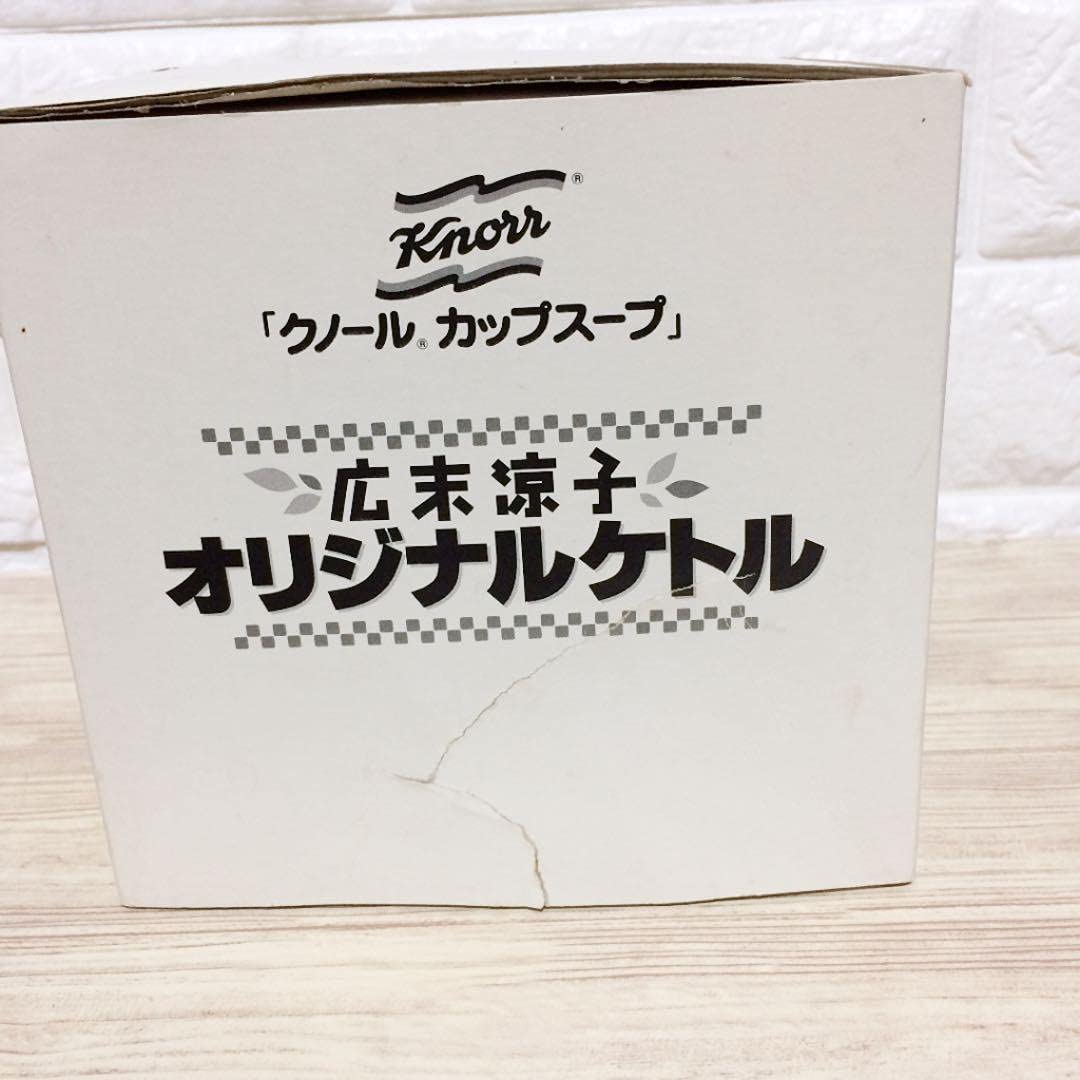 Knorr®
「クノール® カップスープ」
広末涼子
オリジナルケトル